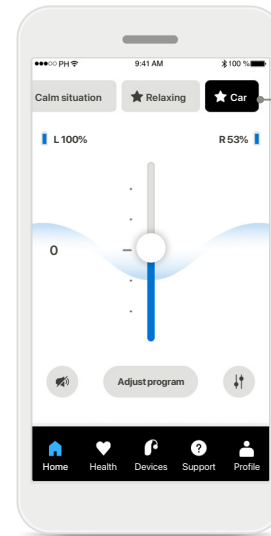 ●●●○○ PH 9:41 AM 100 %
Calm situation ★ Relaxing ★ Car
L 100% R 53%
0
Adjust program
?
Home Health Devices Support Profile